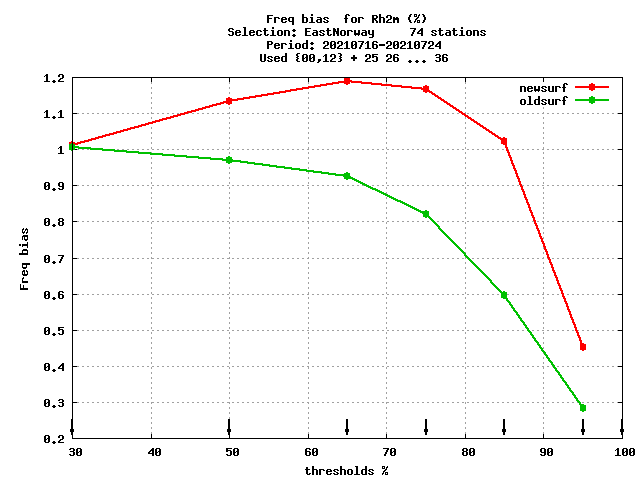 Freq bias  for Rh2m (%)
Selection: EastNorway     74 stations
Period: 20210716-20210724
Used {00,12} + 25 26 ... 36
newsurf
oldsurf
1.2
1.1
1
0.9
0.8
0.7
0.6
0.5
0.4
0.3
0.2
Freq bias
30 40 50 60 70 80 90 100
thresholds %